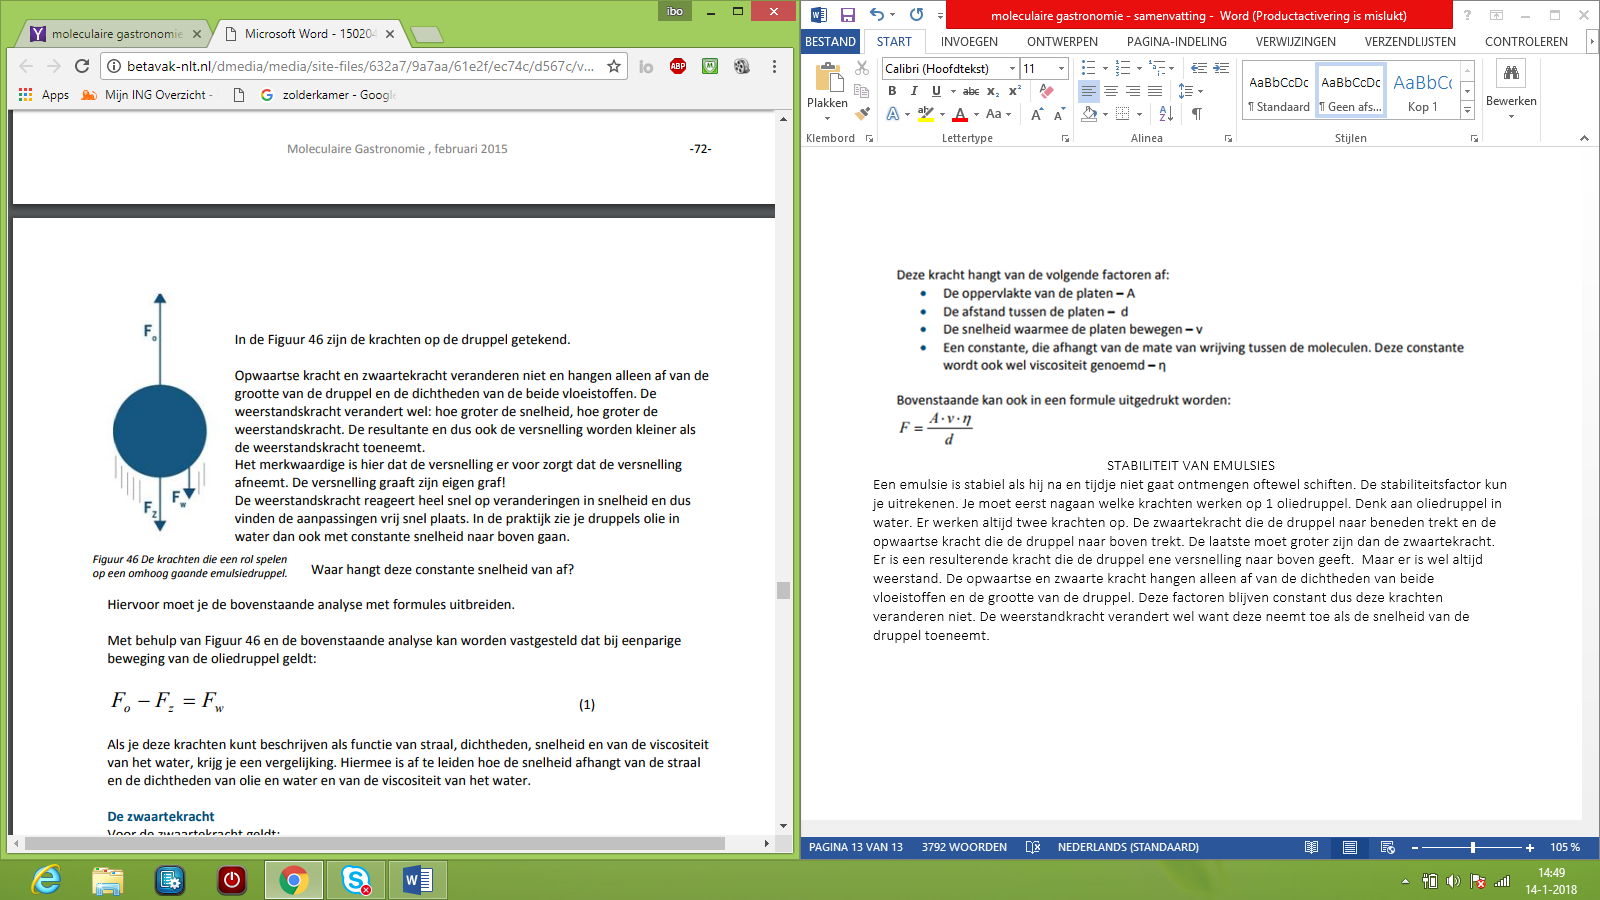 ibo
moleculaire gastronomie
Microsoft Word - 15020
betavak-nlt.nl/dmedia/media/site-files/632a7/9a7aa/61e2f/ec74c/d567c/v...
ABP
Apps
Mijn ING Overzicht -
zolderkamer - Google
Moleculaire Gastronomie , februari 2015
-72-
Fo
Fw
Fz
In de Figuur 46 zijn de krachten op de druppel getekend.
Opwaartse kracht en zwaartekracht veranderen niet en hangen alleen af van de
grootte van de druppel en de dichtheden van de beide vloeistoffen. De
weerstandskracht verandert wel: hoe groter de snelheid, hoe groter de
weerstandskracht. De resultante en dus ook de versnelling worden kleiner als
de weerstandskracht toeneemt.
Het merkwaardige is hier dat de versnelling er voor zorgt dat de versnelling
afneemt. De versnelling graaft zijn eigen graf!
De weerstandskracht reageert heel snel op veranderingen in snelheid en dus
vinden de aanpassingen vrij snel plaats. In de praktijk zie je druppels olie in
water dan ook met constante snelheid naar boven gaan.
Figuur 46 De krachten die een rol spelen
op een omhoog gaande emulsiedruppel.
Waar hangt deze constante snelheid van af?
Hiervoor moet je de bovenstaande analyse met formules uitbreiden.
Met behulp van Figuur 46 en de bovenstaande analyse kan worden vastgesteld dat bij eenparige
beweging van de oliedruppel geldt:
Fo − Fz = Fw (1)
Als je deze krachten kunt beschrijven als functie van straal, dichtheden, snelheid en van de viscositeit
van het water, krijg je een vergelijking. Hiermee is af te leiden hoe de snelheid afhangt van de straal
en de dichtheden van olie en water en van de viscositeit van het water.
De zwaartekracht
Voor de zwaartekracht geldt:
moleculaire gastronomie - samenvatting - Word (Productactivering is mislukt)
BESTAND START INVOEGEN ONTWERPEN PAGINA-INDELING VERWIJZINGEN VERZENDLIJSTEN CONTROLEREN
Plakken
Klembord
Calibri (Hoofdtekst) 11
B I U abc x₂ x²
A A Aa A A
Lettertype
Alinea
AaBbCcDc AaBbCcDc AaBbCc
¶ Standaard ¶ Geen afs... Kop 1
Stijlen
Bewerken
Deze kracht hangt van de volgende factoren af:
• De oppervlakte van de platen – A
• De afstand tussen de platen – d
• De snelheid waarmee de platen bewegen – v
• Een constante, die afhangt van de mate van wrijving tussen de moleculen. Deze constante
wordt ook wel viscositeit genoemd – η
Bovenstaande kan ook in een formule uitgedrukt worden:
F = A · v · η
d
STABILITEIT VAN EMULSIES
Een emulsie is stabiel als hij na en tijdje niet gaat ontmengen oftewel schiften. De stabiliteitsfactor kun
je uitrekenen. Je moet eerst nagaan welke krachten werken op 1 oliedruppel. Denk aan oliedruppel in
water. Er werken altijd twee krachten op. De zwaartekracht die de druppel naar beneden trekt en de
opwaartse kracht die de druppel naar boven trekt. De laatste moet groter zijn dan de zwaartekracht.
Er is een resulterende kracht die de druppel ene versnelling naar boven geeft. Maar er is wel altijd
weerstand. De opwaartse en zwaarte kracht hangen alleen af van de dichtheden van beide
vloeistoffen en de grootte van de druppel. Deze factoren blijven constant dus deze krachten
veranderen niet. De weerstandkracht verandert wel want deze neemt toe als de snelheid van de
druppel toeneemt.
PAGINA 13 VAN 13 3792 WOORDEN NEDERLANDS (STANDAARD) 105 %
14:49
14-1-2018